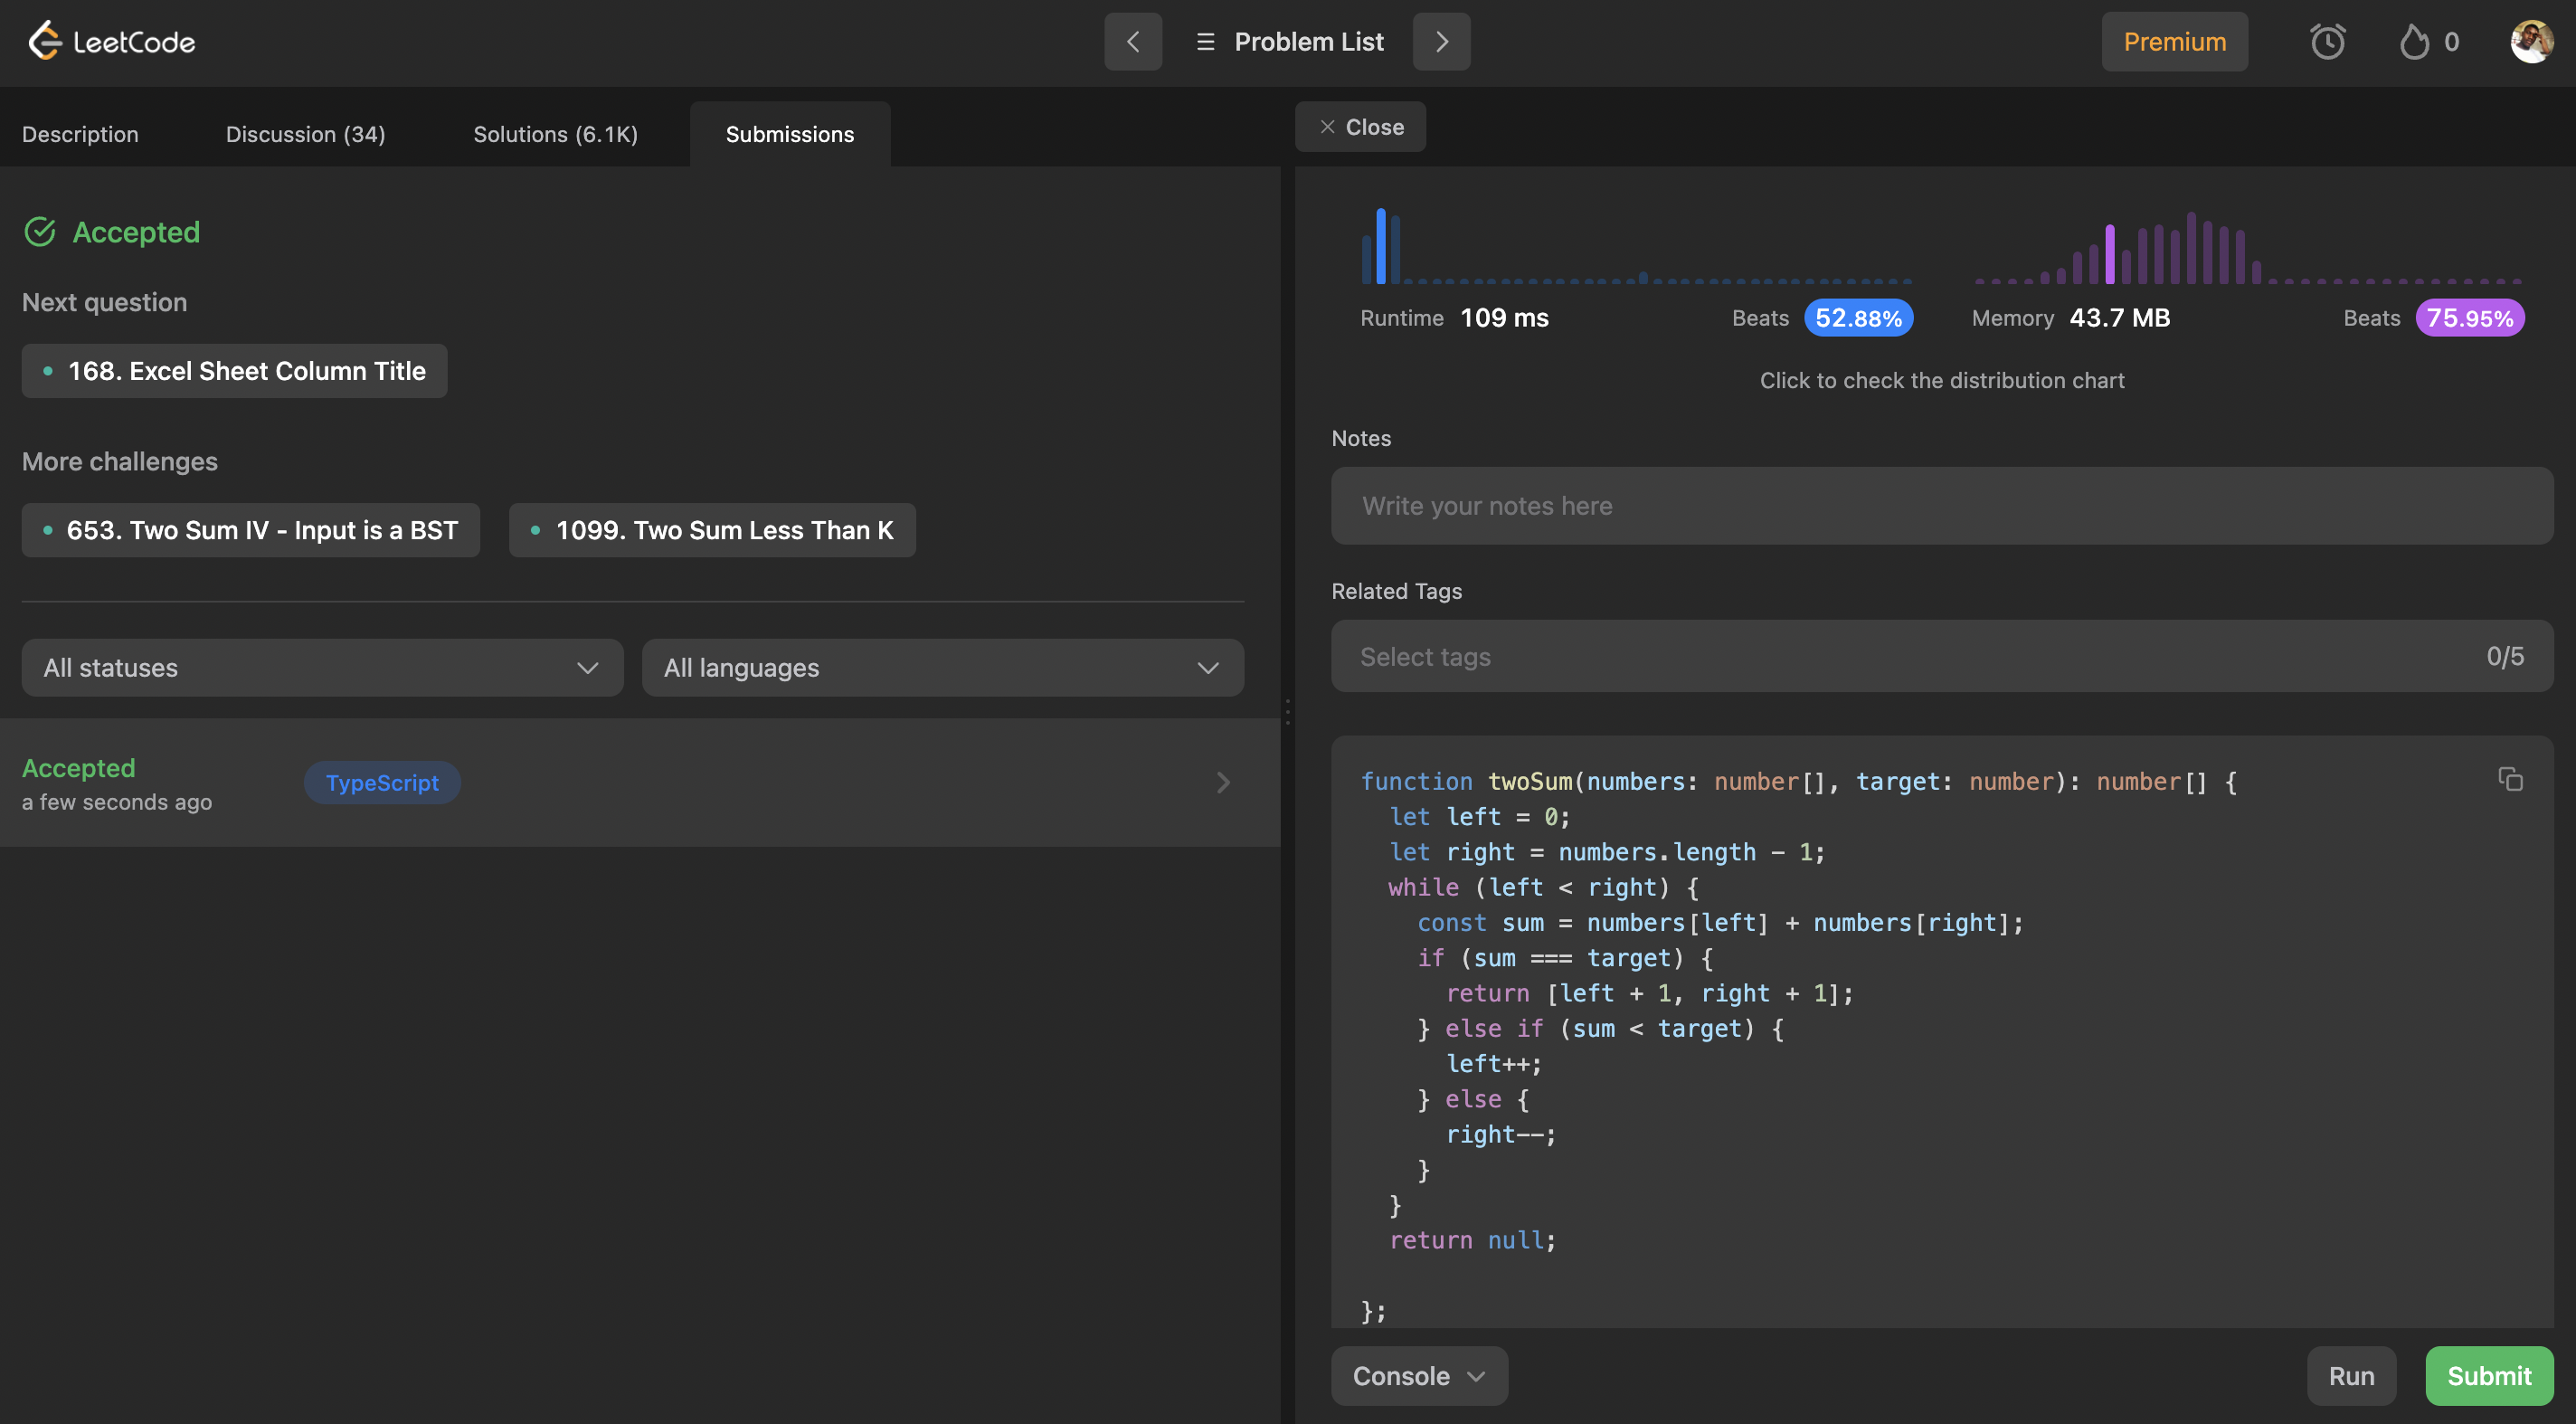 LeetCode
Problem List
Premium
0
Description
Discussion (34)
Solutions (6.1K)
Submissions
Close
Accepted
Next question
168. Excel Sheet Column Title
More challenges
653. Two Sum IV - Input is a BST
1099. Two Sum Less Than K
All statuses
All languages
Accepted
a few seconds ago
TypeScript
Runtime 109 ms
Beats 52.88%
Memory 43.7 MB
Beats 75.95%
Click to check the distribution chart
Notes
Write your notes here
Related Tags
Select tags
0/5
function twoSum(numbers: number[], target: number): number[] {
  let left = 0;
  let right = numbers.length - 1;
  while (left < right) {
    const sum = numbers[left] + numbers[right];
    if (sum === target) {
      return [left + 1, right + 1];
    } else if (sum < target) {
      left++;
    } else {
      right--;
    }
  }
  return null;
};
Console
Run
Submit